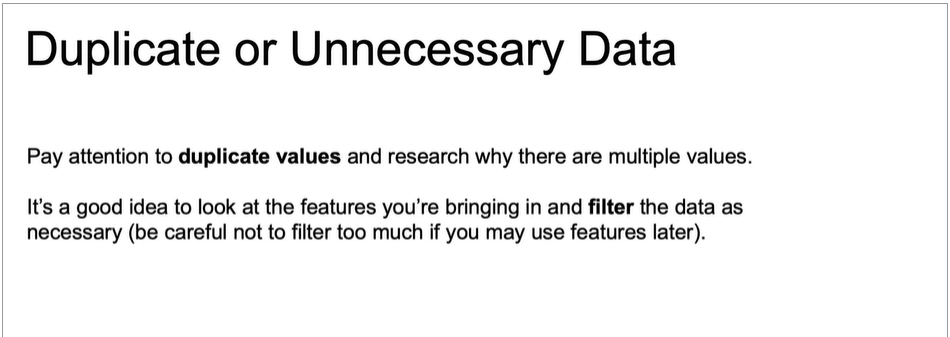 Duplicate or Unnecessary Data
Pay attention to duplicate values and research why there are multiple values.
It's a good idea to look at the features you're bringing in and filter the data as
necessary (be careful not to filter too much if you may use features later).